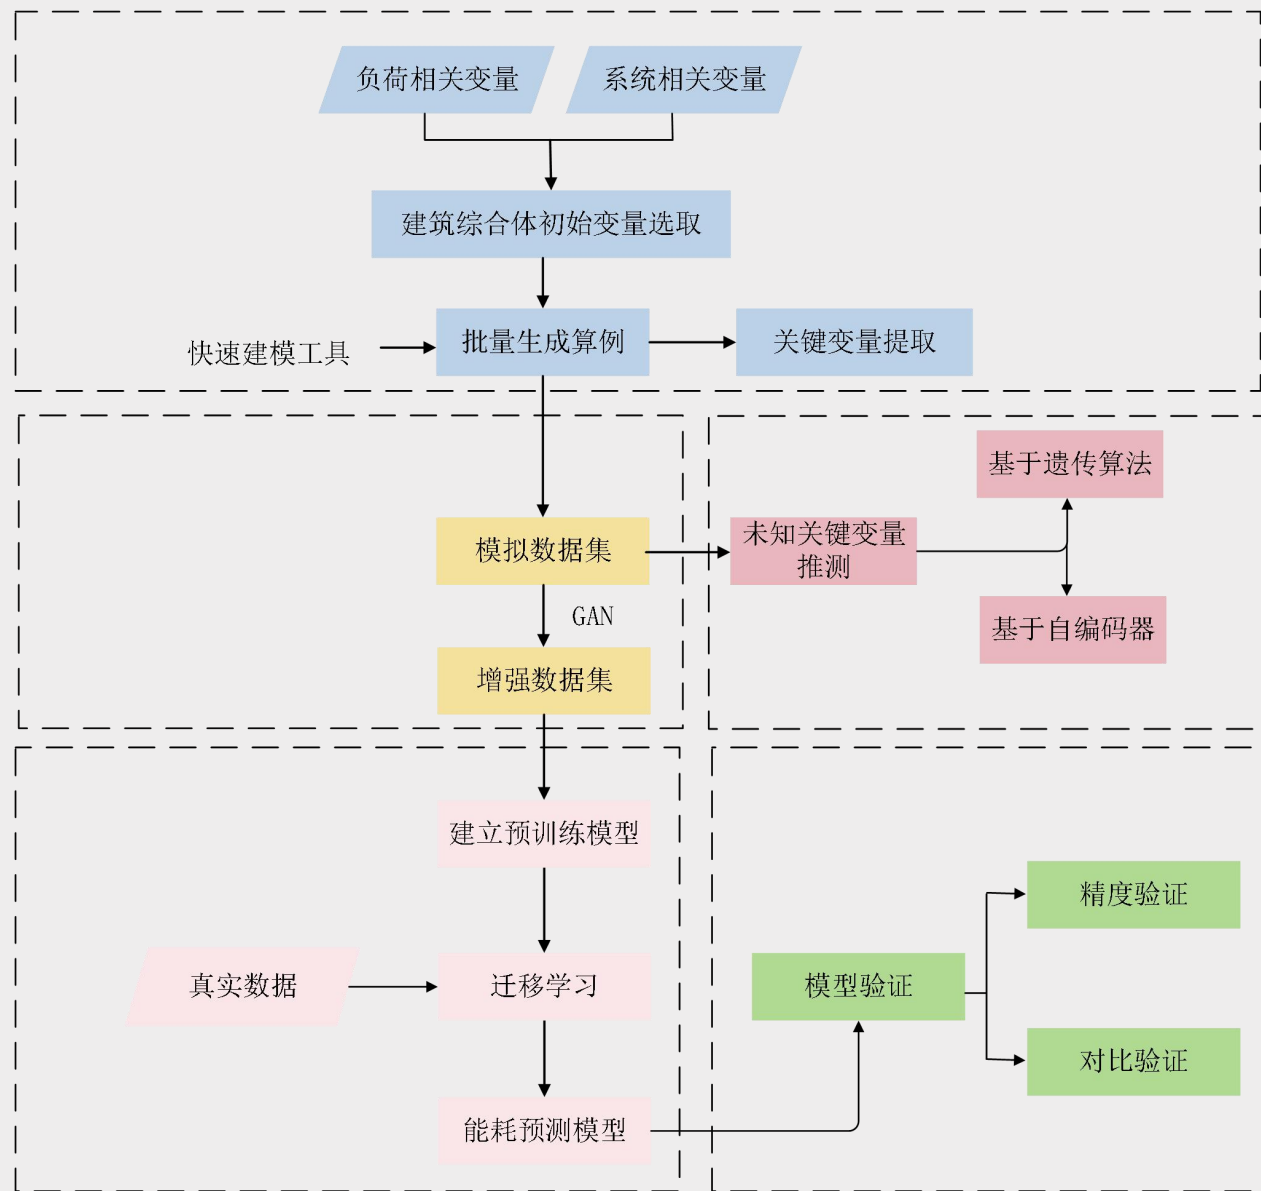 负荷相关变量
系统相关变量
建筑综合体初始变量选取
快速建模工具
批量生成算例
关键变量提取
模拟数据集
GAN
增强数据集
未知关键变量
推测
基于遗传算法
基于自编码器
建立预训练模型
真实数据
迁移学习
能耗预测模型
模型验证
精度验证
对比验证